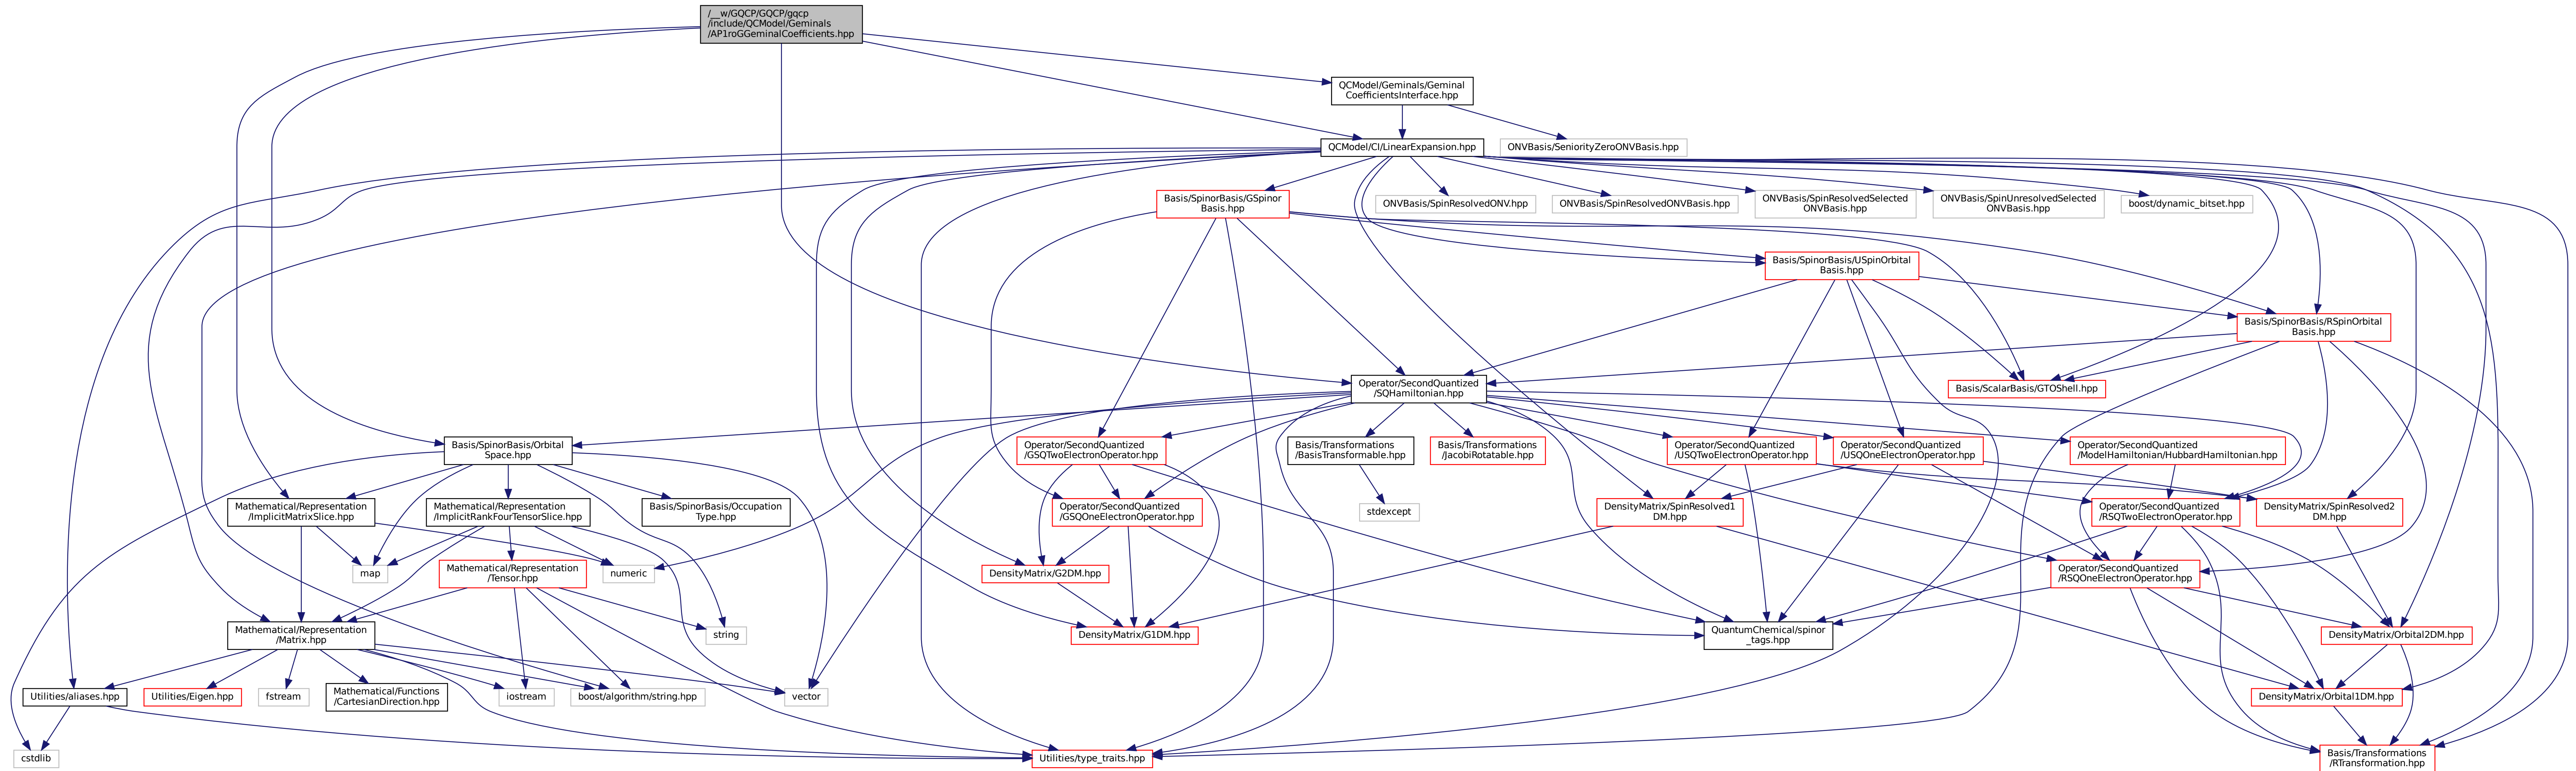 /__w/GQCP/GQCP/gqcp
/include/QCModel/Geminals
/AP1roGGeminalCoefficients.hpp
QCModel/Geminals/Geminal
CoefficientsInterface.hpp
QCModel/CI/LinearExpansion.hpp
ONVBasis/SeniorityZeroONVBasis.hpp
Basis/SpinorBasis/GSpinor
Basis.hpp
ONVBasis/SpinResolvedONV.hpp
ONVBasis/SpinResolvedONVBasis.hpp
ONVBasis/SpinResolvedSelected
ONVBasis.hpp
ONVBasis/SpinUnresolvedSelected
ONVBasis.hpp
boost/dynamic_bitset.hpp
Basis/SpinorBasis/USpinOrbital
Basis.hpp
Basis/SpinorBasis/RSpinOrbital
Basis.hpp
Operator/SecondQuantized
/SQHamiltonian.hpp
Basis/ScalarBasis/GTOShell.hpp
Basis/SpinorBasis/Orbital
Space.hpp
Operator/SecondQuantized
/GSQTwoElectronOperator.hpp
Basis/Transformations
/BasisTransformable.hpp
Basis/Transformations
/JacobiRotatable.hpp
Operator/SecondQuantized
/USQTwoElectronOperator.hpp
Operator/SecondQuantized
/USQOneElectronOperator.hpp
Operator/SecondQuantized
/ModelHamiltonian/HubbardHamiltonian.hpp
Mathematical/Representation
/ImplicitMatrixSlice.hpp
Mathematical/Representation
/ImplicitRankFourTensorSlice.hpp
Basis/SpinorBasis/Occupation
Type.hpp
Operator/SecondQuantized
/GSQOneElectronOperator.hpp
stdexcept
DensityMatrix/SpinResolved1
DM.hpp
Operator/SecondQuantized
/RSQTwoElectronOperator.hpp
DensityMatrix/SpinResolved2
DM.hpp
map
Mathematical/Representation
/Tensor.hpp
numeric
DensityMatrix/G2DM.hpp
Operator/SecondQuantized
/RSQOneElectronOperator.hpp
Mathematical/Representation
/Matrix.hpp
string
DensityMatrix/G1DM.hpp
QuantumChemical/spinor
_tags.hpp
DensityMatrix/Orbital2DM.hpp
Utilities/aliases.hpp
Utilities/Eigen.hpp
fstream
Mathematical/Functions
/CartesianDirection.hpp
iostream
boost/algorithm/string.hpp
vector
DensityMatrix/Orbital1DM.hpp
cstdlib
Utilities/type_traits.hpp
Basis/Transformations
/RTransformation.hpp